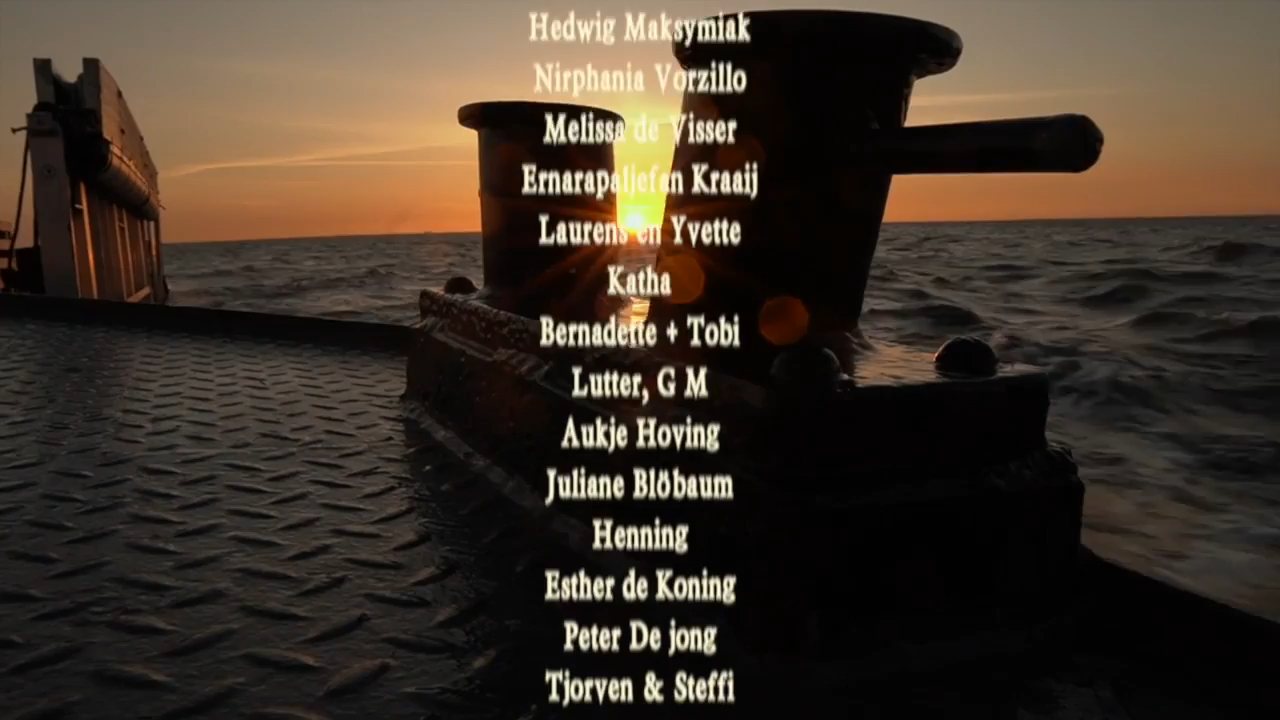 Hedwig Maksymiak
Nirphania Vorzillo
Melissa de Visser
Ernarapaljefan Kraaij
Laurens en Yvette
Katha
Bernadette + Tobi
Lutter, G M
Aukje Hoving
Juliane Blöbaum
Henning
Esther de Koning
Peter De jong
Tjorven & Steffi